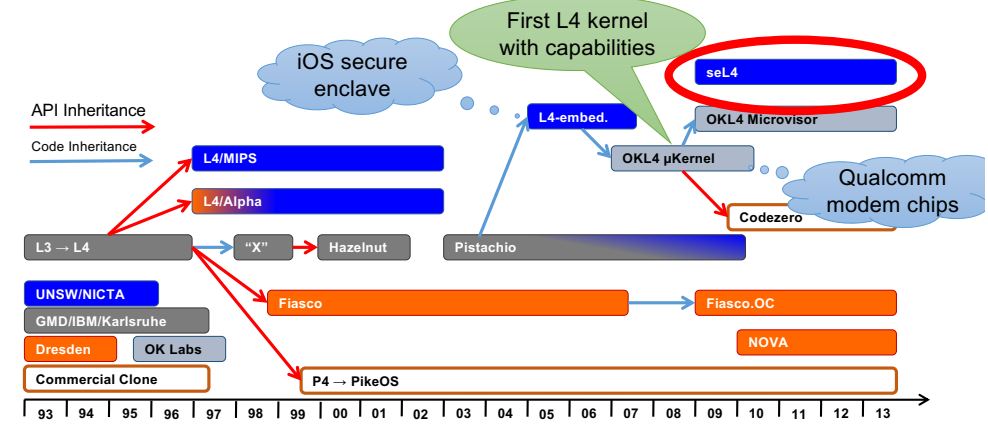 First L4 kernel
with capabilities
iOS secure
enclave
seL4
API Inheritance
Code Inheritance
L4-embed.
OKL4 Microvisor
L4/MIPS
OKL4 µKernel
Qualcomm
modem chips
L4/Alpha
Codezero
L3 → L4
“X”
Hazelnut
Pistachio
UNSW/NICTA
Fiasco
Fiasco.OC
GMD/IBM/Karlsruhe
Dresden
OK Labs
NOVA
Commercial Clone
P4 → PikeOS
93 94 95 96 97 98 99 00 01 02 03 04 05 06 07 08 09 10 11 12 13